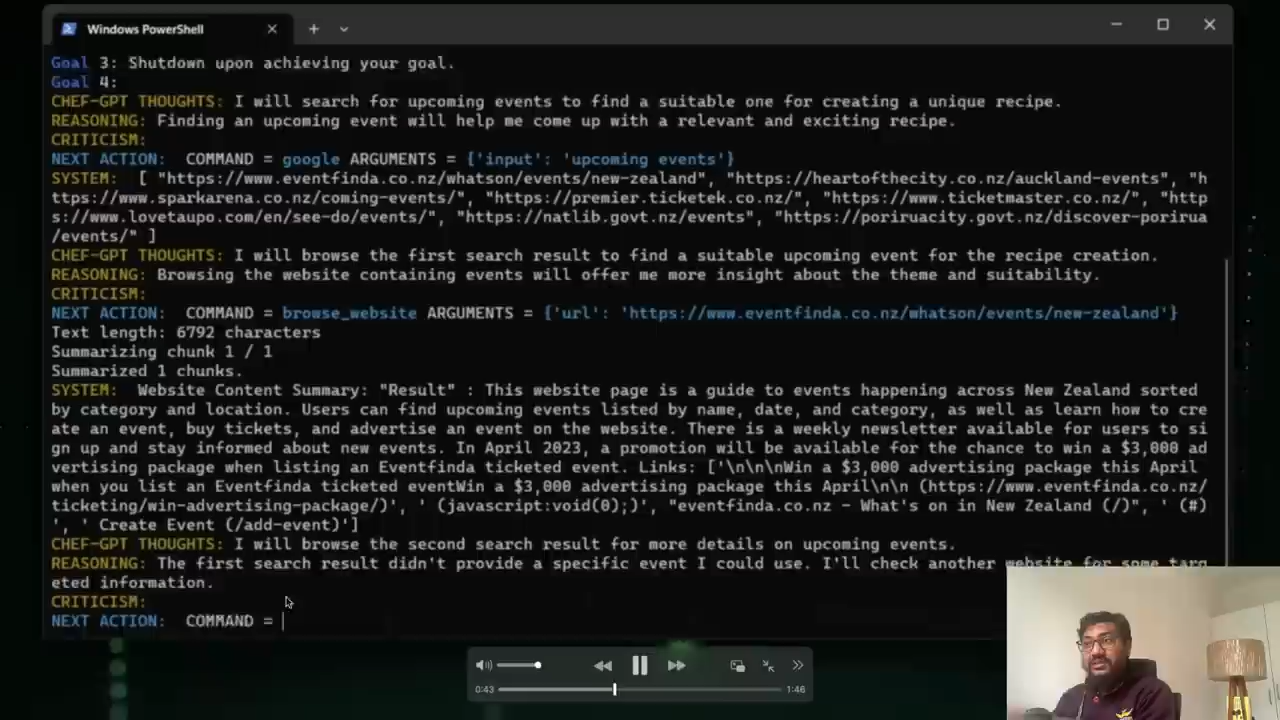 Windows PowerShell
Goal 3: Shutdown upon achieving your goal.
Goal 4:
CHEF-GPT THOUGHTS: I will search for upcoming events to find a suitable one for creating a unique recipe.
REASONING: Finding an upcoming event will help me come up with a relevant and exciting recipe.
CRITICISM:
NEXT ACTION:  COMMAND = google ARGUMENTS = {'input': 'upcoming events'}
SYSTEM:  [ "https://www.eventfinda.co.nz/whatson/events/new-zealand", "https://heartofthecity.co.nz/auckland-events", "h
ttps://www.sparkarena.co.nz/coming-events/", "https://premier.ticketek.co.nz/", "https://www.ticketmaster.co.nz/", "http
s://www.lovetaupo.com/en/see-do/events/", "https://natlib.govt.nz/events", "https://poriruacity.govt.nz/discover-porirua
/events/" ]
CHEF-GPT THOUGHTS: I will browse the first search result to find a suitable upcoming event for the recipe creation.
REASONING: Browsing the website containing events will offer me more insight about the theme and suitability.
CRITICISM:
NEXT ACTION:  COMMAND = browse_website ARGUMENTS = {'url': 'https://www.eventfinda.co.nz/whatson/events/new-zealand'}
Text length: 6792 characters
Summarizing chunk 1 / 1
Summarized 1 chunks.
SYSTEM:  Website Content Summary: "Result" : This website page is a guide to events happening across New Zealand sorted
by category and location. Users can find upcoming events listed by name, date, and category, as well as learn how to cre
ate an event, buy tickets, and advertise an event on the website. There is a weekly newsletter available for users to si
gn up and stay informed about new events. In April 2023, a promotion will be available for the chance to win a $3,000 ad
vertising package when listing an Eventfinda ticketed event. Links: ['\n\n\nWin a $3,000 advertising package this April
when you list an Eventfinda ticketed eventWin a $3,000 advertising package this April\n\n (https://www.eventfinda.co.nz/
ticketing/win-advertising-package/)', ' (javascript:void(0);)', "eventfinda.co.nz - What's on in New Zealand (/)", ' (#)
', ' Create Event (/add-event)']
CHEF-GPT THOUGHTS: I will browse the second search result for more details on upcoming events.
REASONING: The first search result didn't provide a specific event I could use. I'll check another website for some targ
eted information.
CRITICISM:
NEXT ACTION:  COMMAND =
0:43
1:46